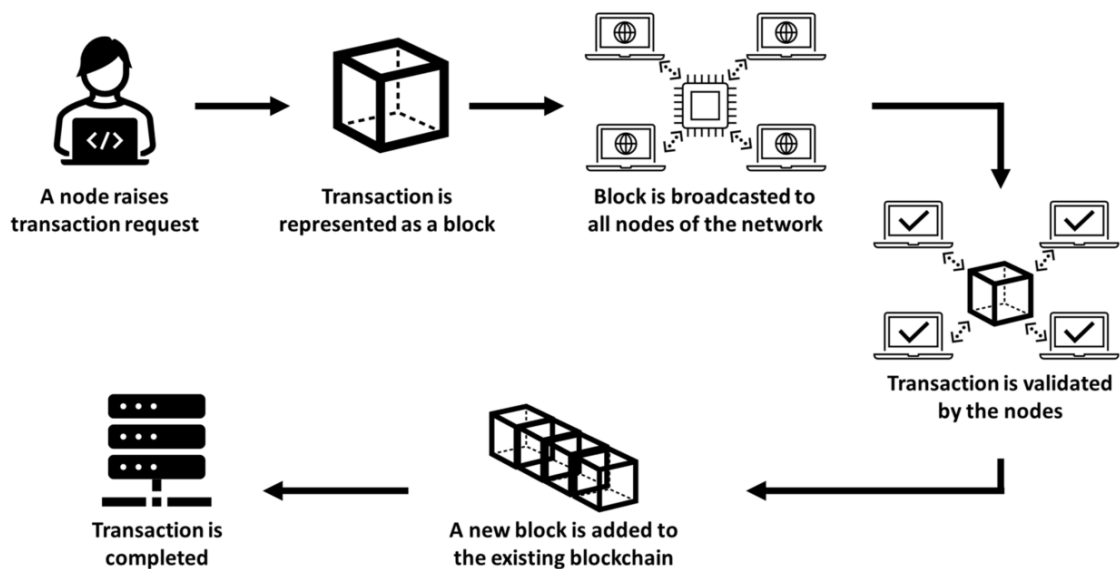 </>
A node raises
transaction request
Transaction is
represented as a block
Block is broadcasted to
all nodes of the network
Transaction is validated
by the nodes
A new block is added to
the existing blockchain
Transaction is
completed